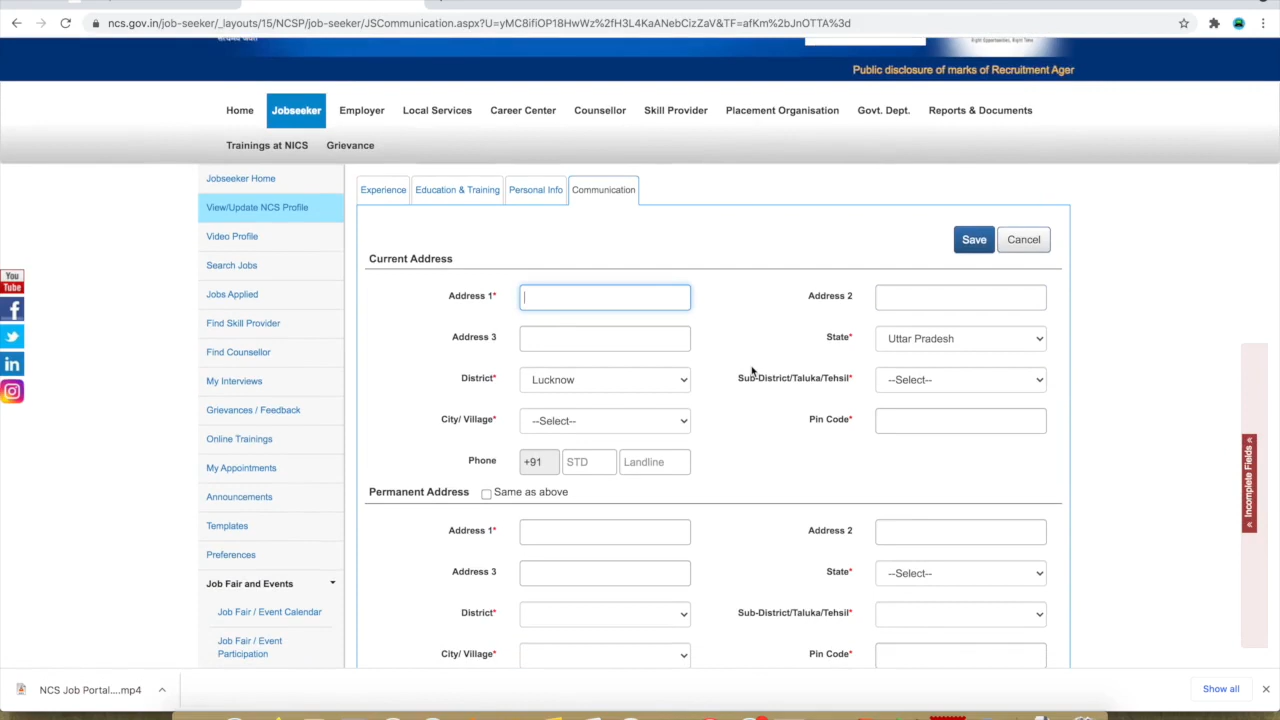 ncs.gov.in/job-seeker/_layouts/15/NCSP/job-seeker/JSCommunication.aspx?U=yMC8ifiOP18HwWz%2fH3L4KaANebCizZaV&TF=afKm%2bJnOTTA%3d
Public disclosure of marks of Recruitment Ager
Home Jobseeker Employer Local Services Career Center Counsellor Skill Provider Placement Organisation Govt. Dept. Reports & Documents
Trainings at NICS Grievance
Jobseeker Home
View/Update NCS Profile
Video Profile
Search Jobs
Jobs Applied
Find Skill Provider
Find Counsellor
My Interviews
Grievances / Feedback
Online Trainings
My Appointments
Announcements
Templates
Preferences
Job Fair and Events
Job Fair / Event Calendar
Job Fair / Event
Participation
You
Tube
Experience Education & Training Personal Info Communication
Save Cancel
Current Address
Address 1* Address 2
Address 3 State* Uttar Pradesh
District* Lucknow Sub-District/Taluka/Tehsil* --Select--
City/ Village* --Select-- Pin Code*
Phone +91 STD Landline
Permanent Address Same as above
Address 1* Address 2
Address 3 State* --Select--
District* Sub-District/Taluka/Tehsil*
City/ Village* Pin Code*
« Incomplete Fields »
NCS Job Portal....mp4
Show all